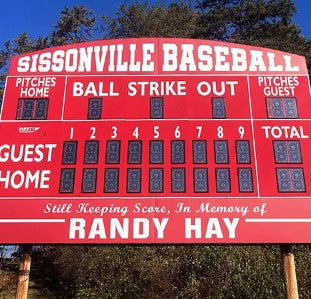 SISSONVILLE BASEBALL
PITCHES HOME
BALL STRIKE OUT
PITCHES GUEST
VARSITY
1 2 3 4 5 6 7 8 9 TOTAL
GUEST
HOME
Still Keeping Score, In Memory of
RANDY HAY